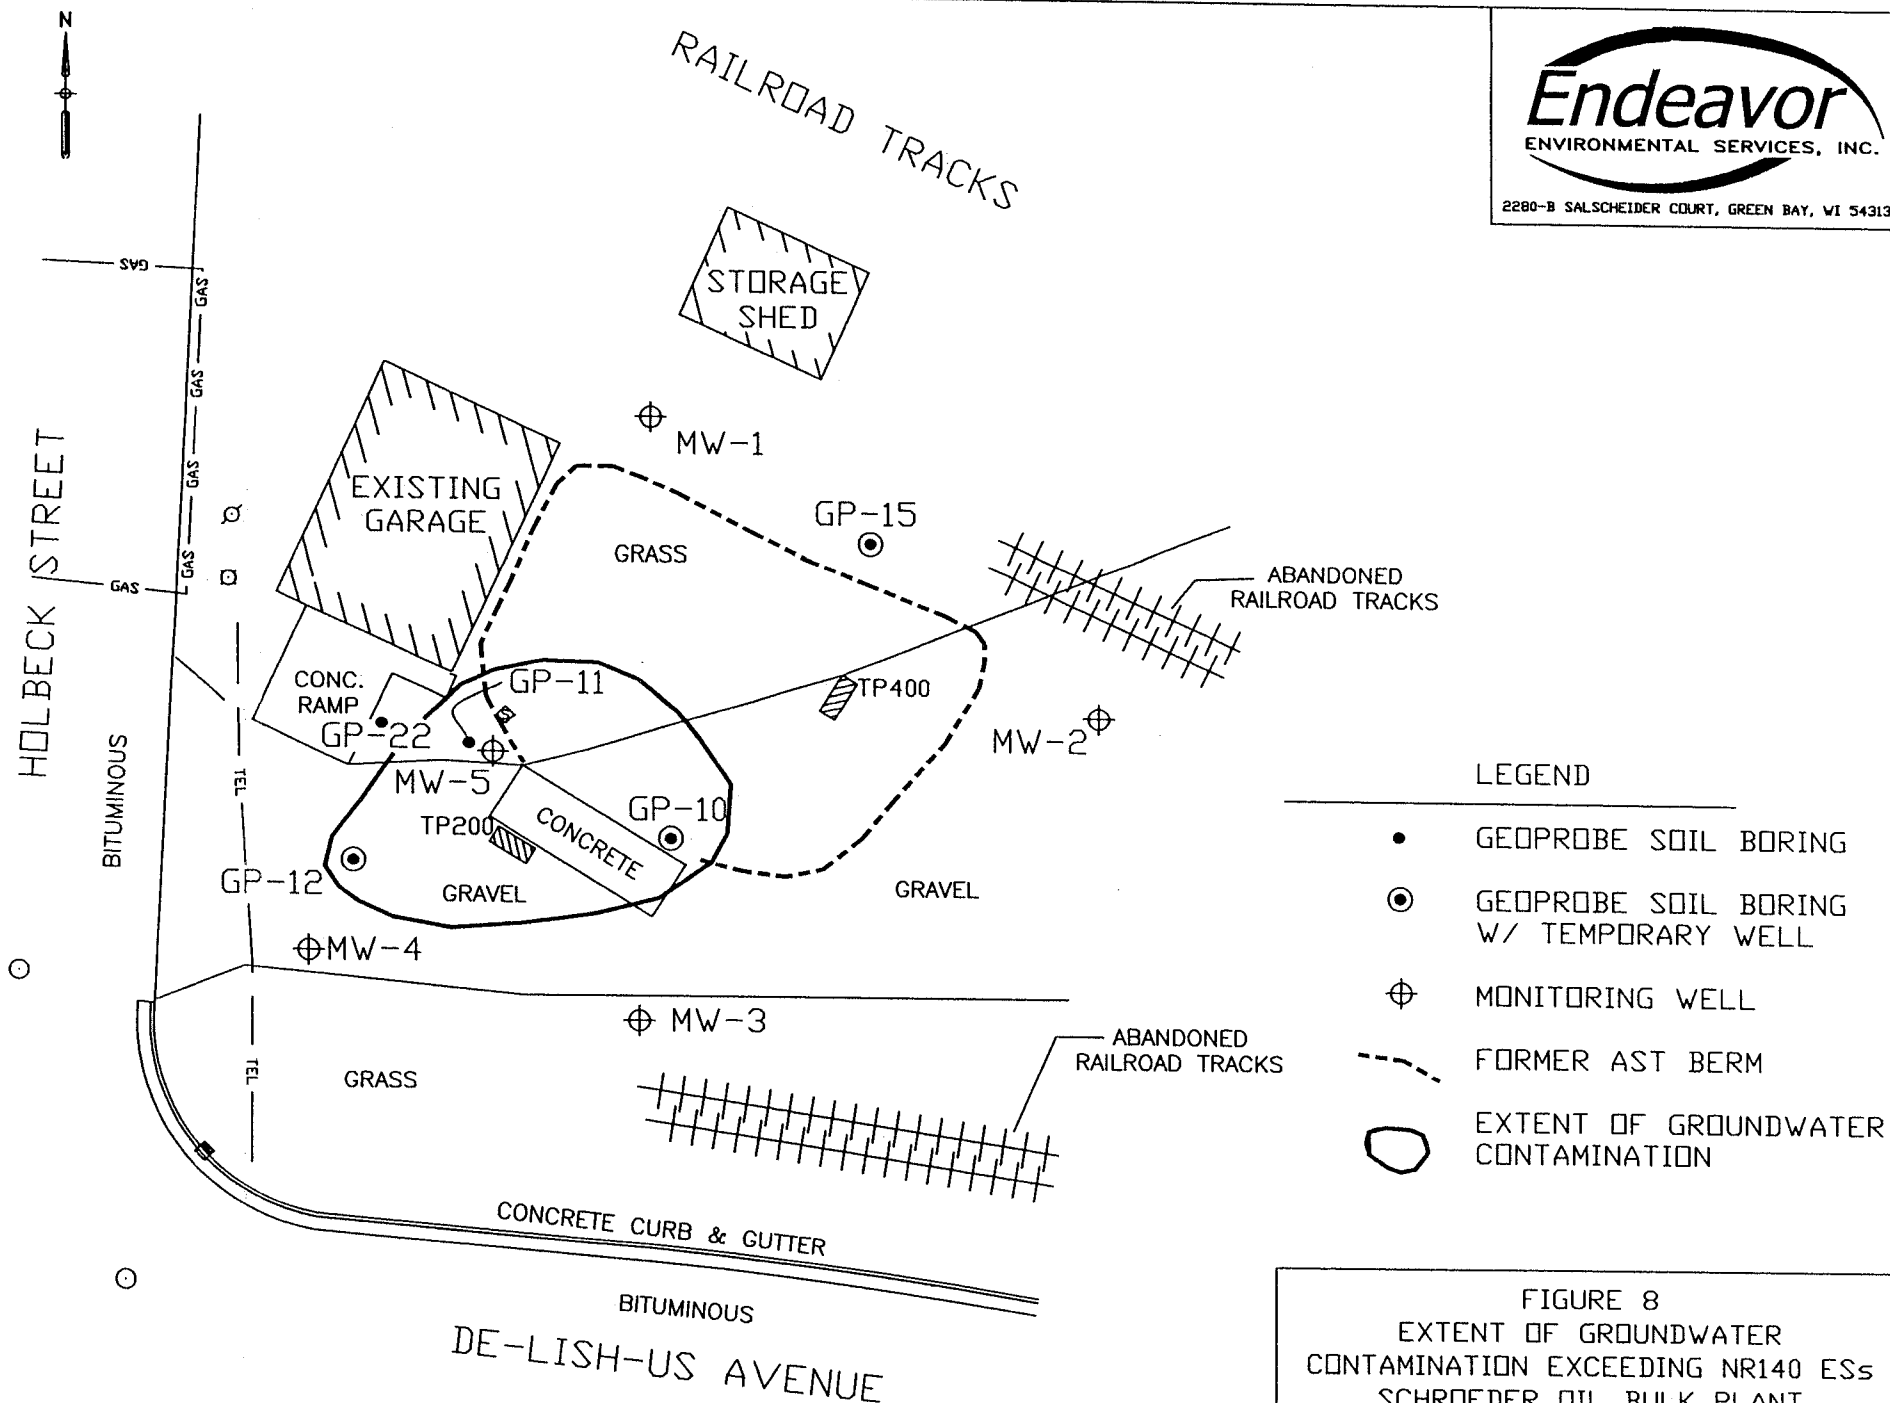 N
RAILROAD TRACKS
Endeavor
ENVIRONMENTAL SERVICES, INC.
2280-B SALSCHEIDER COURT, GREEN BAY, WI 54313
GAS
GAS
GAS
GAS
GAS
GAS
STORAGE
SHED
MW-1
EXISTING
GARAGE
HOLBECK STREET
GP-15
GRASS
ABANDONED
RAILROAD TRACKS
CONC.
RAMP
GP-11
TP400
GP-22
MW-2
MW-5
BITUMINOUS
TEL
GP-10
TP200
CONCRETE
GP-12
GRAVEL
GRAVEL
MW-4
MW-3
TEL
GRASS
ABANDONED
RAILROAD TRACKS
CONCRETE CURB & GUTTER
BITUMINOUS
DE-LISH-US AVENUE
LEGEND
GEOPROBE SOIL BORING
GEOPROBE SOIL BORING
W/ TEMPORARY WELL
MONITORING WELL
FORMER AST BERM
EXTENT OF GROUNDWATER
CONTAMINATION
FIGURE 8
EXTENT OF GROUNDWATER
CONTAMINATION EXCEEDING NR140 ESs
SCHROEDER OIL BULK PLANT